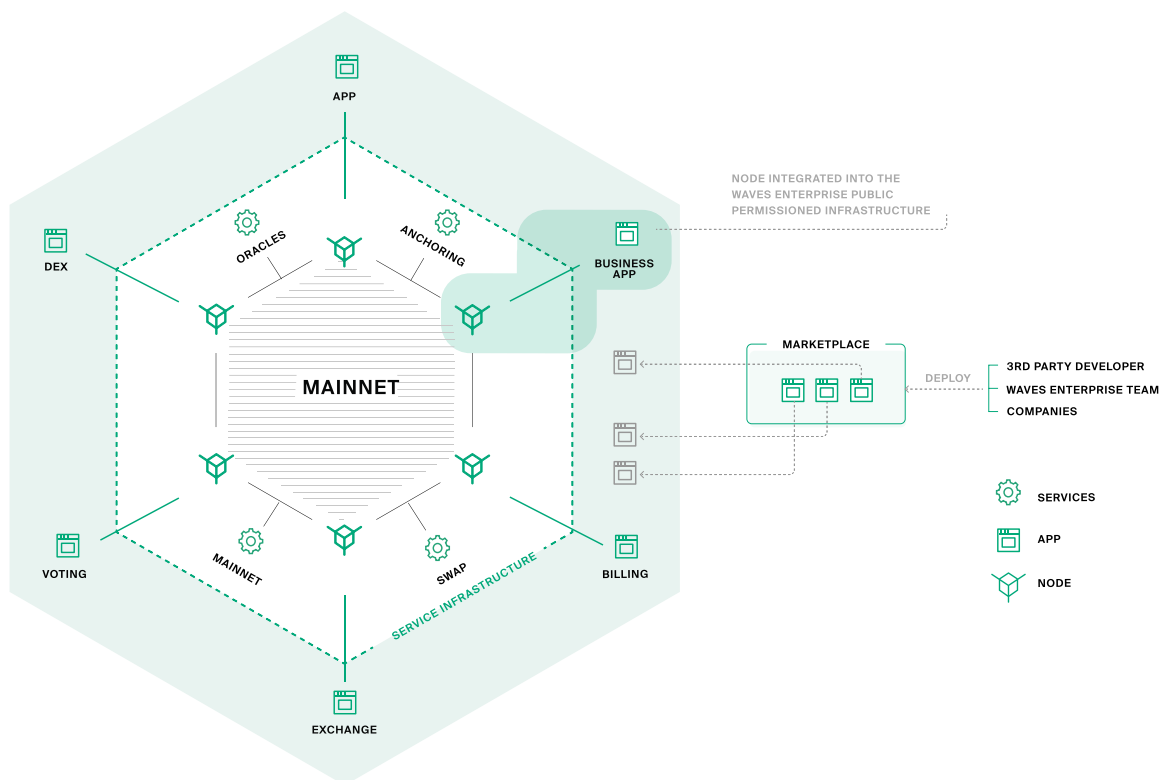 APP
NODE INTEGRATED INTO THE
WAVES ENTERPRISE PUBLIC
PERMISSIONED INFRASTRUCTURE
ORACLES
ANCHORING
DEX
BUSINESS
APP
MARKETPLACE
3RD PARTY DEVELOPER
DEPLOY
WAVES ENTERPRISE TEAM
COMPANIES
MAINNET
SERVICES
APP
NODE
MAINNET
SWAP
SERVICE INFRASTRUCTURE
VOTING
BILLING
EXCHANGE